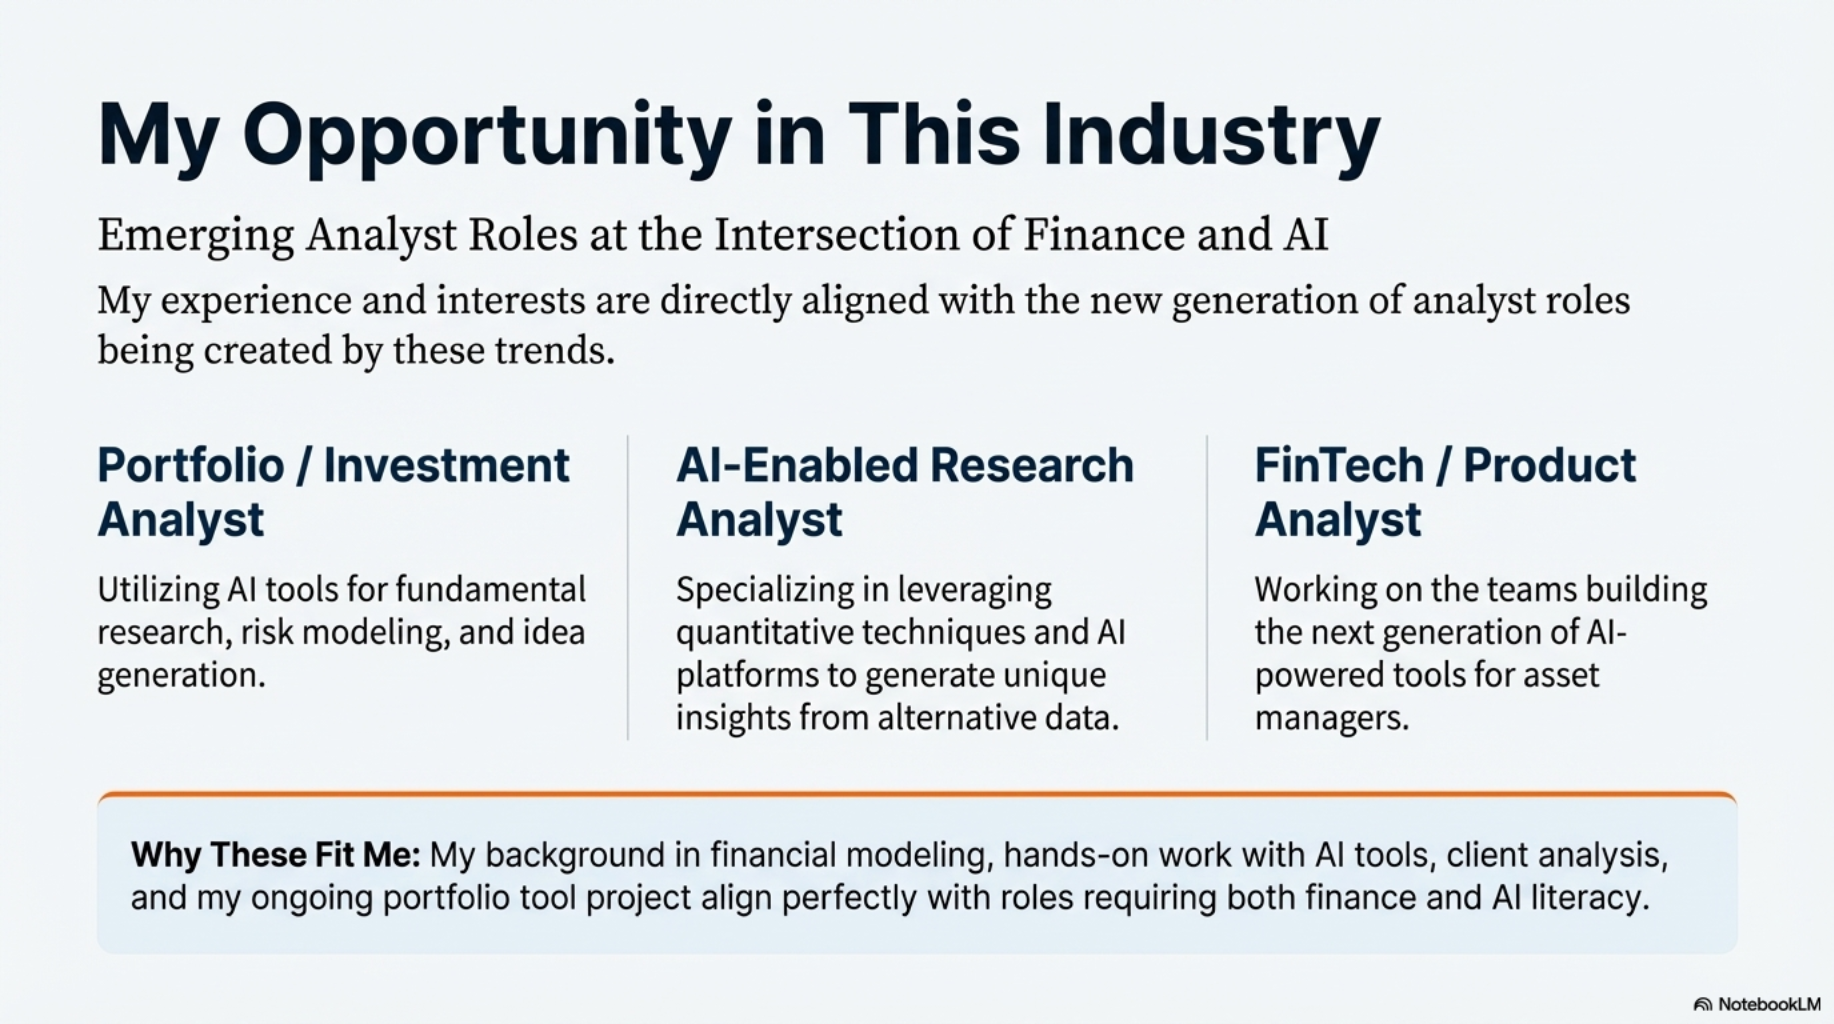 My Opportunity in This Industry
Emerging Analyst Roles at the Intersection of Finance and AI
My experience and interests are directly aligned with the new generation of analyst roles
being created by these trends.
Portfolio / Investment
Analyst
Utilizing AI tools for fundamental
research, risk modeling, and idea
generation.
AI-Enabled Research
Analyst
Specializing in leveraging
quantitative techniques and AI
platforms to generate unique
insights from alternative data.
FinTech / Product
Analyst
Working on the teams building
the next generation of AI-
powered tools for asset
managers.
Why These Fit Me: My background in financial modeling, hands-on work with AI tools, client analysis,
and my ongoing portfolio tool project align perfectly with roles requiring both finance and AI literacy.
NotebookLM